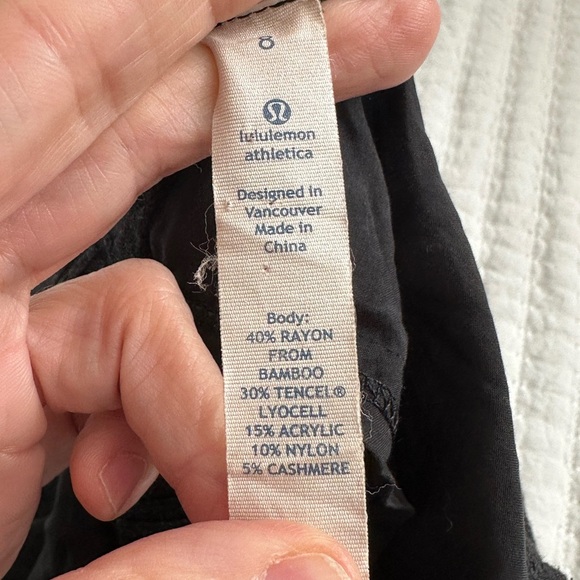 lululemon
athletica
Designed in
Vancouver
Made in
China
Body:
40% RAYON
FROM
BAMBOO
30% TENCEL®
LYOCELL
15% ACRYLIC
10% NYLON
5% CASHMERE